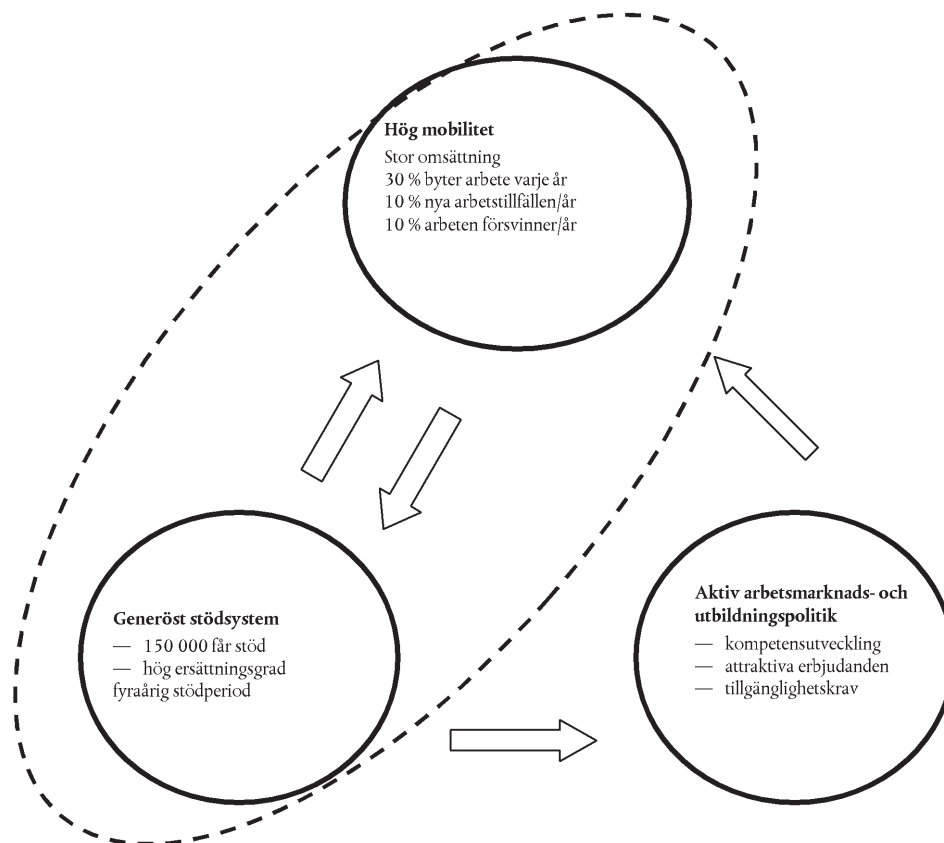 Hög mobilitet
Stor omsättning
30 % byter arbete varje år
10 % nya arbetstillfällen/år
10 % arbeten försvinner/år
Generöst stödsystem
— 150 000 får stöd
— hög ersättningsgrad
fyraårig stödperiod
Aktiv arbetsmarknads- och
utbildningspolitik
— kompetensutveckling
— attraktiva erbjudanden
— tillgänglighetskrav